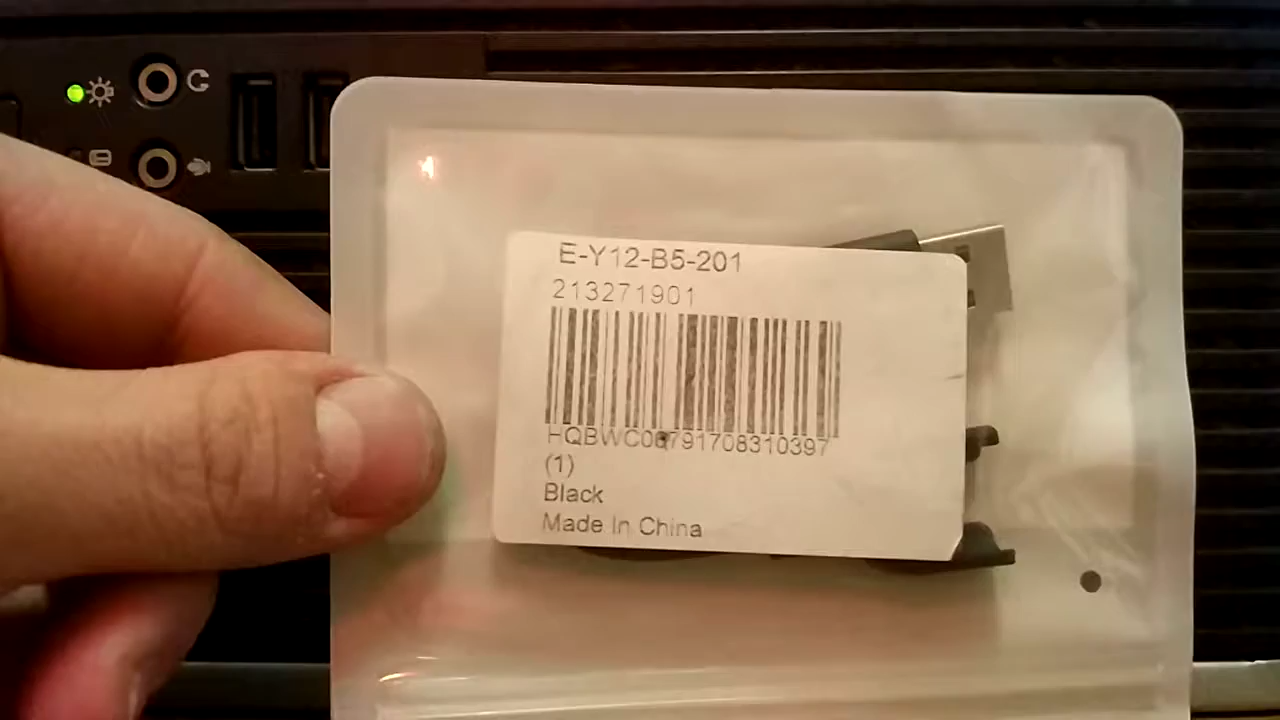 E-Y12-B5-201
213271901
HQBWC00791708310397
(1)
Black
Made In China